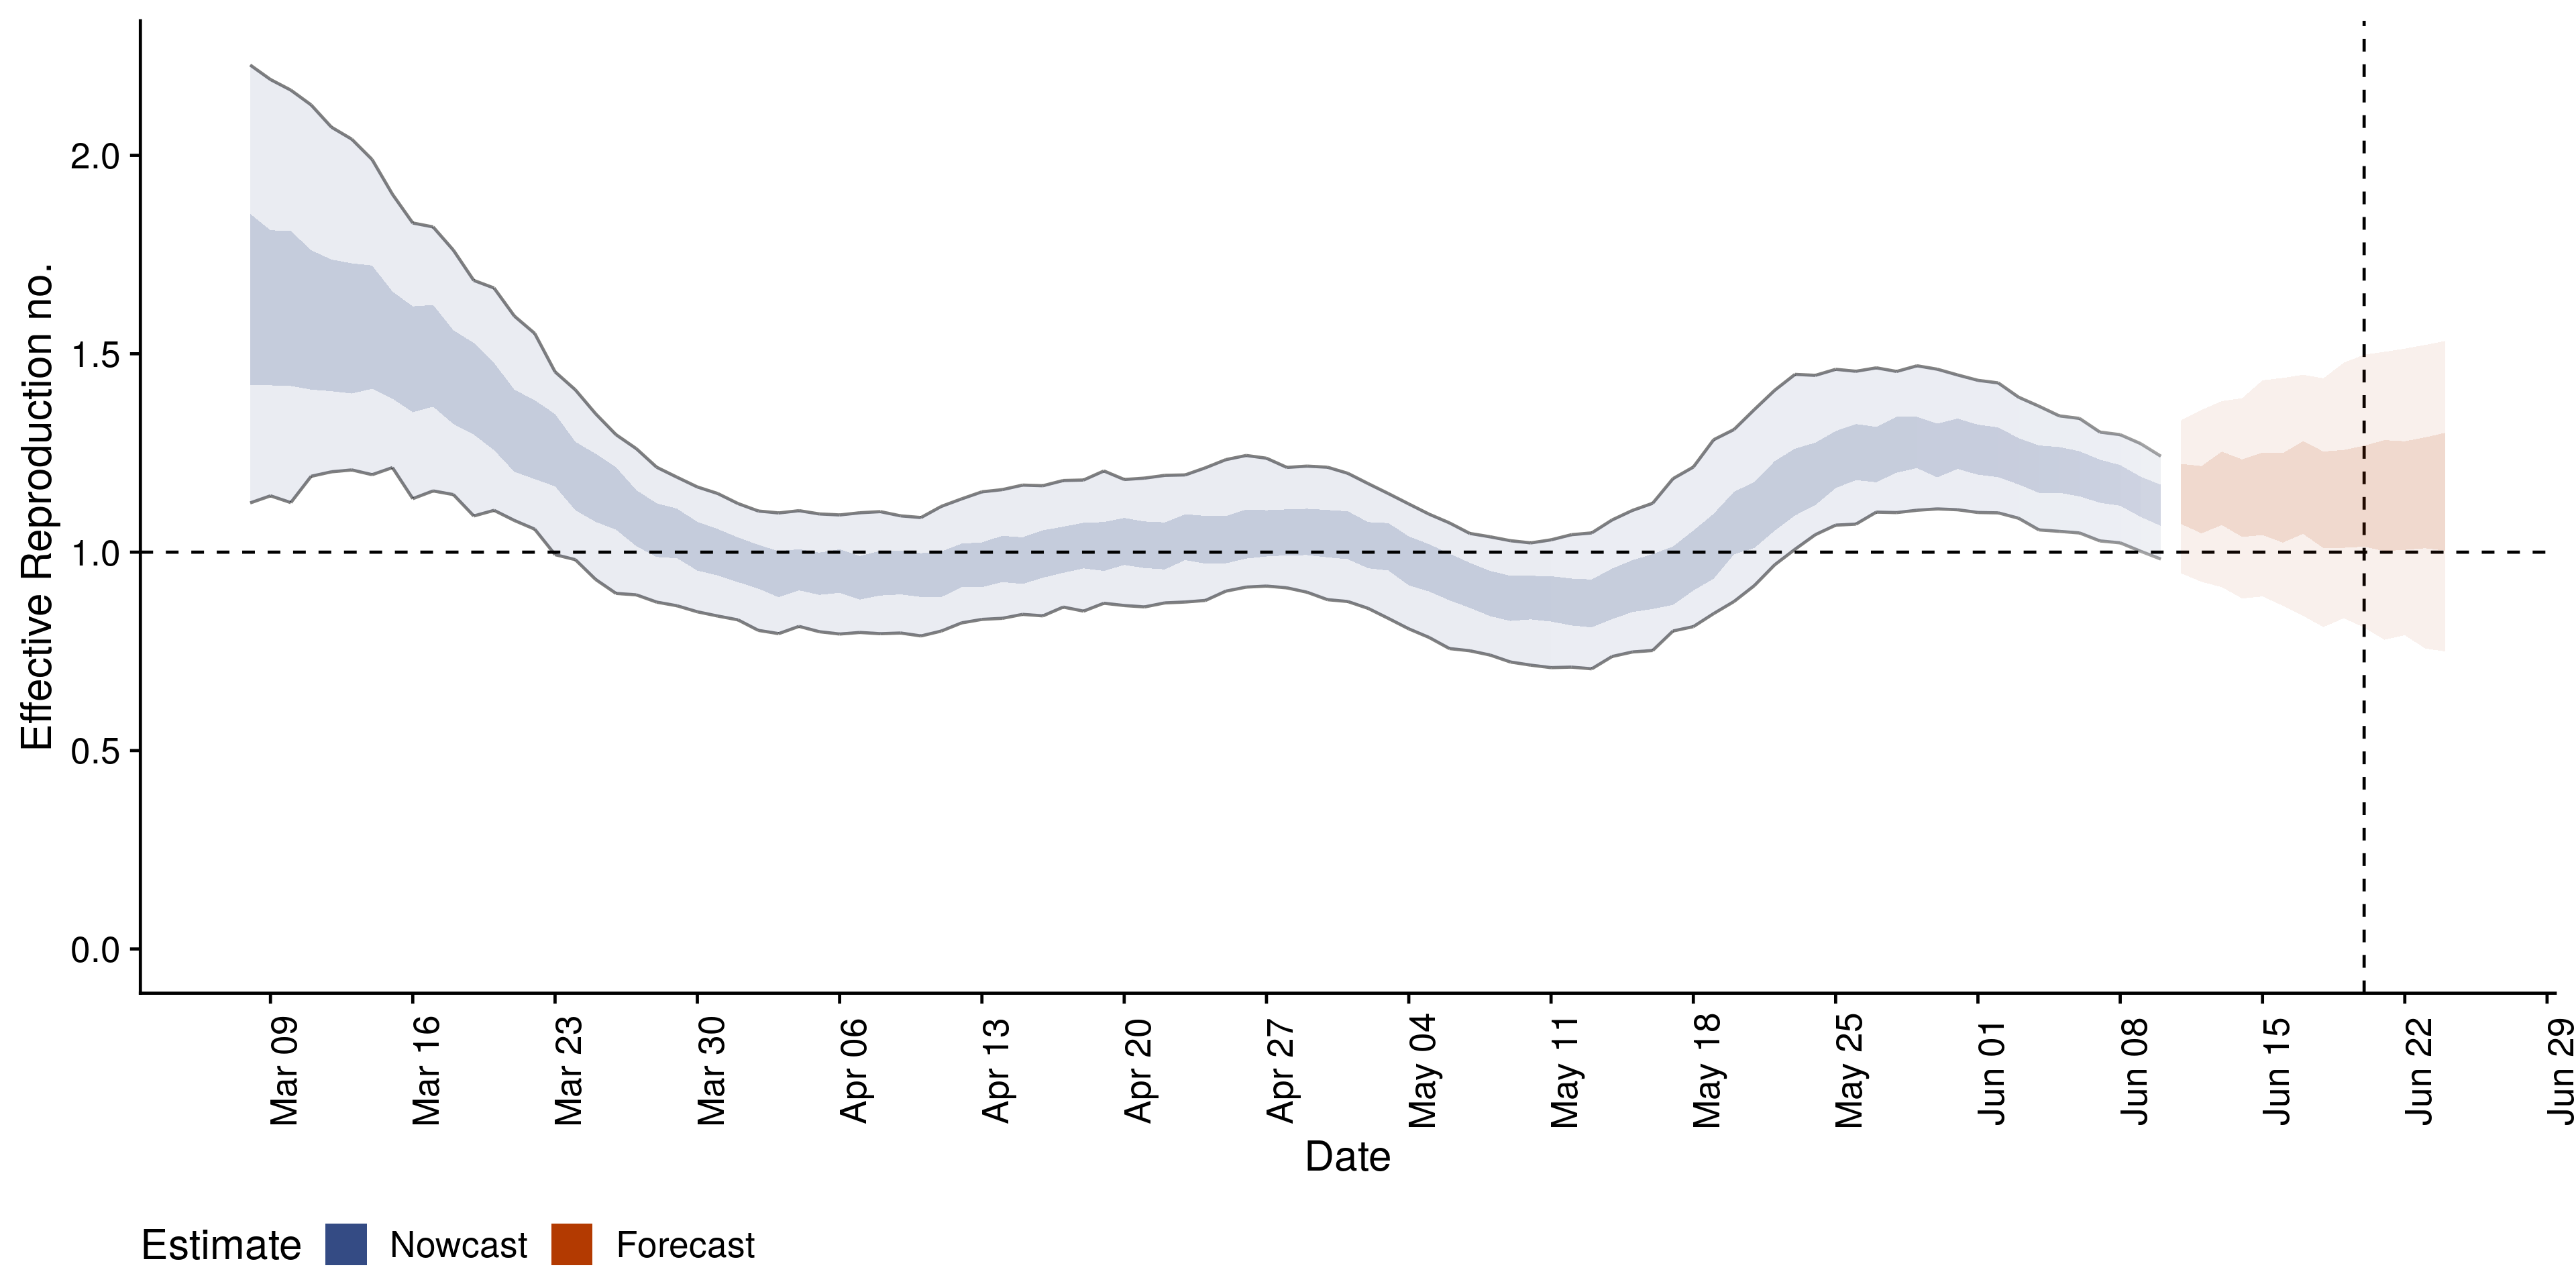 Effective Reproduction no.
2.0
1.5
1.0
0.5
0.0
Mar 09
Mar 16
Mar 23
Mar 30
Apr 06
Apr 13
Apr 20
Apr 27
May 04
May 11
May 18
May 25
Jun 01
Jun 08
Jun 15
Jun 22
Jun 29
Date
Estimate Nowcast Forecast